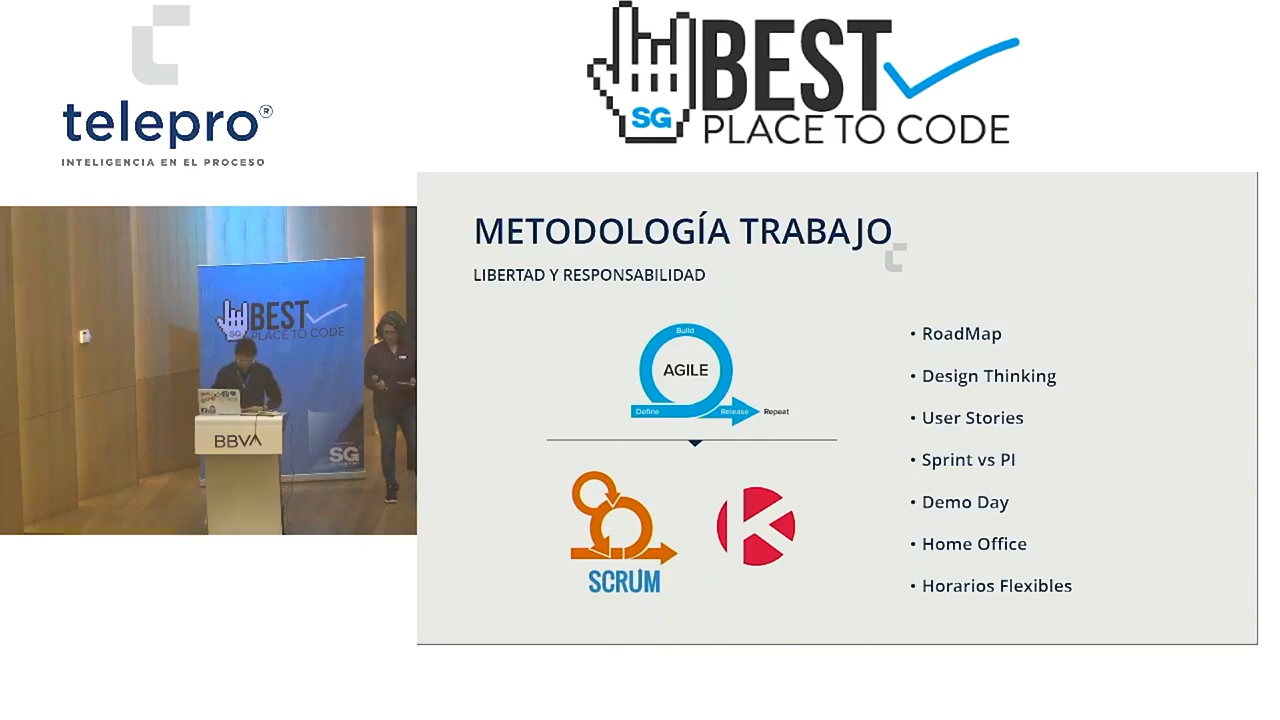 telepro®
INTELIGENCIA EN EL PROCESO
SG
BEST
PLACE TO CODE
METODOLOGÍA TRABAJO
LIBERTAD Y RESPONSABILIDAD
Build
AGILE
Define
Release
Repeat
SCRUM
K
• RoadMap
• Design Thinking
• User Stories
• Sprint vs PI
• Demo Day
• Home Office
• Horarios Flexibles
BEST
SG PLACE TO CODE
BBVA
SG